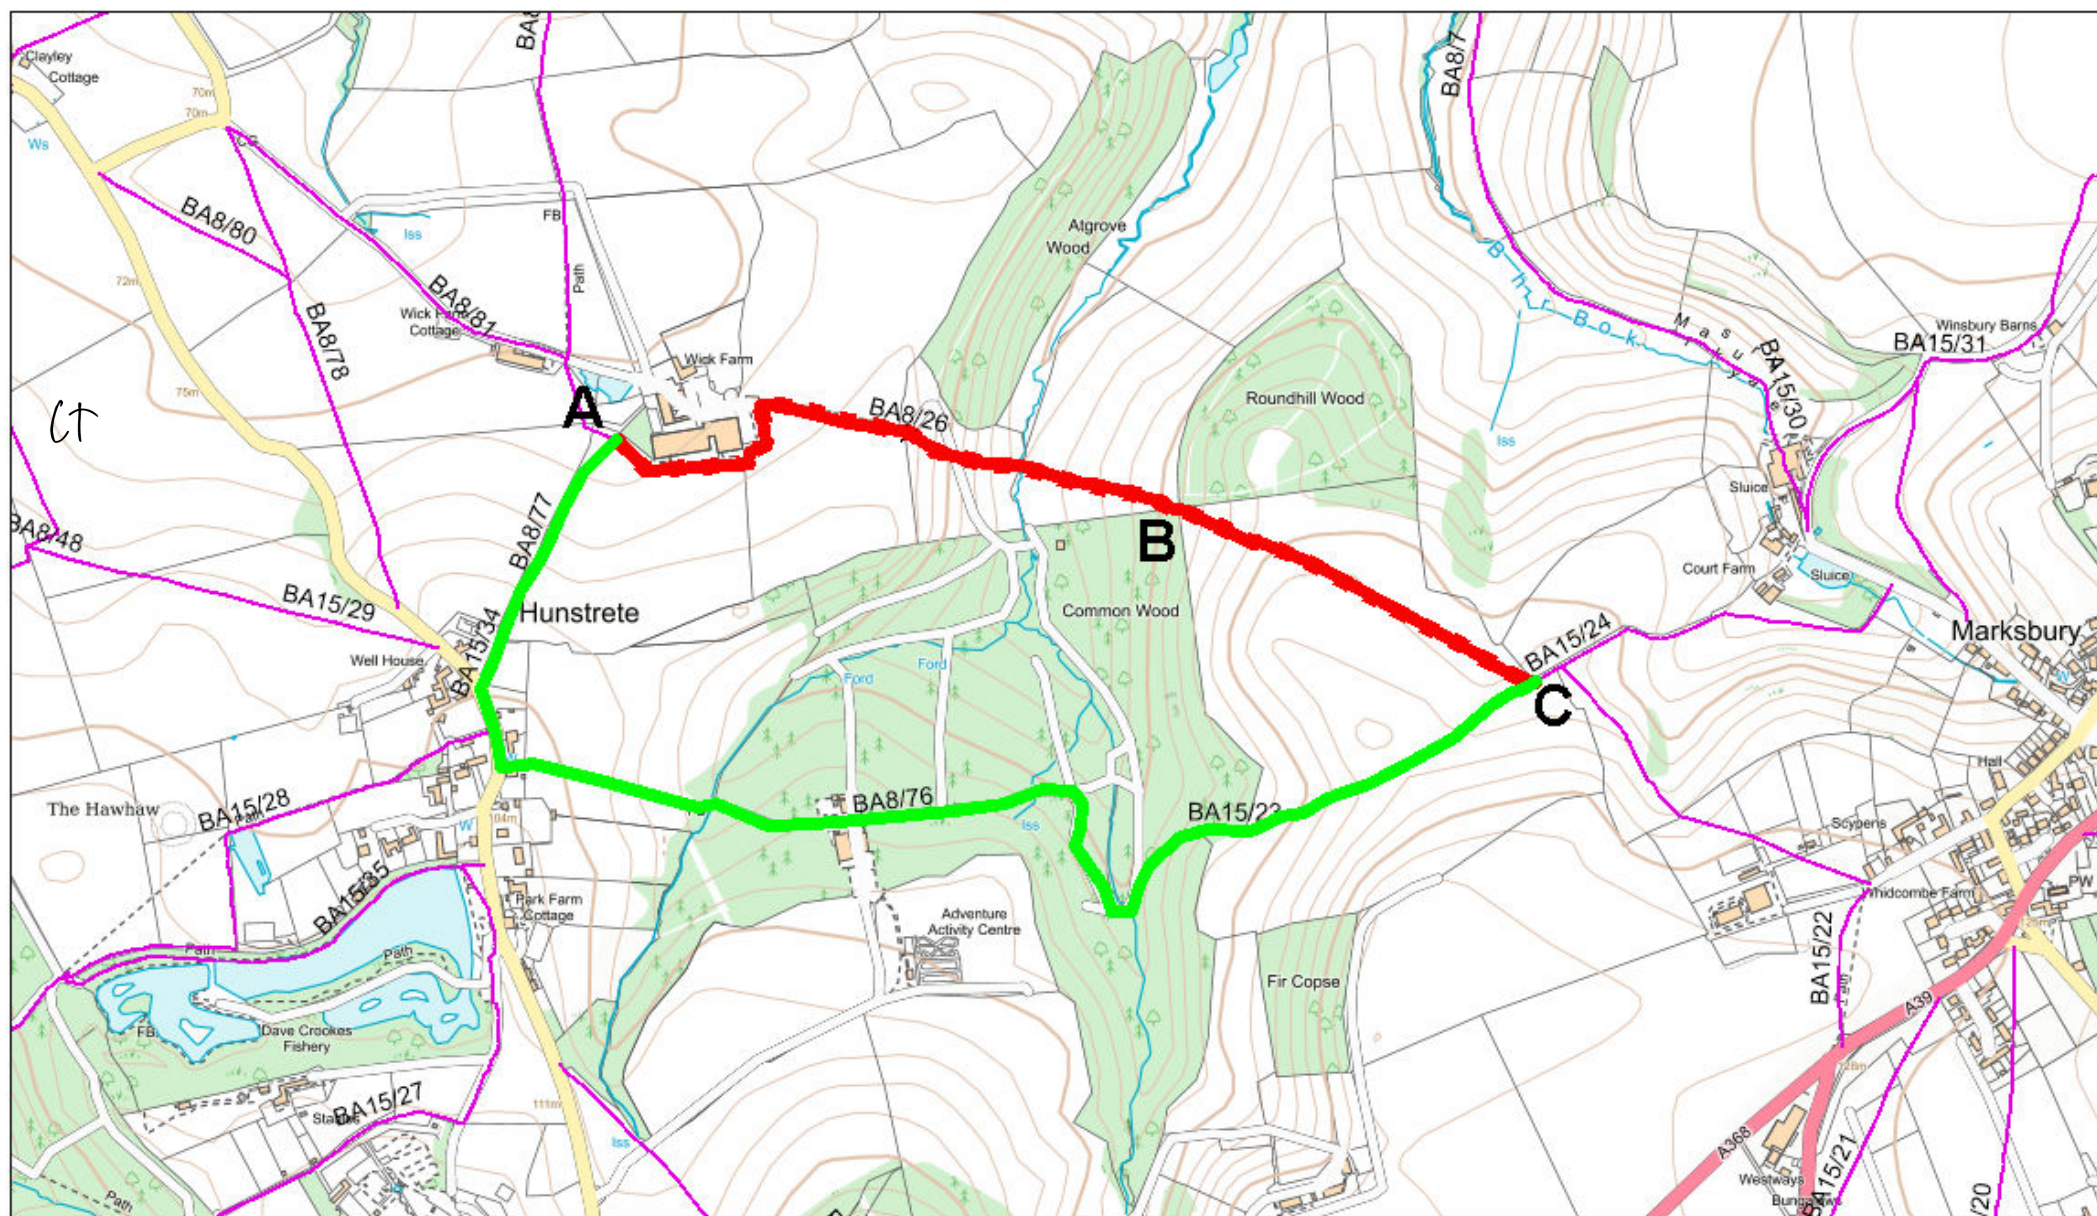 Clayley
Cottage
70m
70m
CG
Ws
BA8/80
Iss
FB
Path
BA8/7
Atgrove
Wood
72m
BA8/78
BA8/81
Wick Farm
Cottage
Wick Farm
75m
A
BA8/26
Roundhill Wood
Iss
BA15/30
BA15/31
Winsbury Barns
Sluice
Court Farm
Sluice
BA8/48
BA8/77
BA15/29
Hunstrete
BA15/34
Well House
B
Common Wood
Ford
Ford
BA15/24
Marksbury
C
W
The Hawhaw
BA15/28
Path
W
104m
BA8/76
Iss
BA15/23
Hall
Scypens
Whidcombe Farm
PW
BA15/35
Park Farm
Cottage
Path
Path
Adventure
Activity Centre
Fir Copse
BA15/22
A39
FB
Dave Crookes
Fishery
128m
111m
BA15/27
Iss
Path
A368
Westways
Bungalows
BA15/21
/20